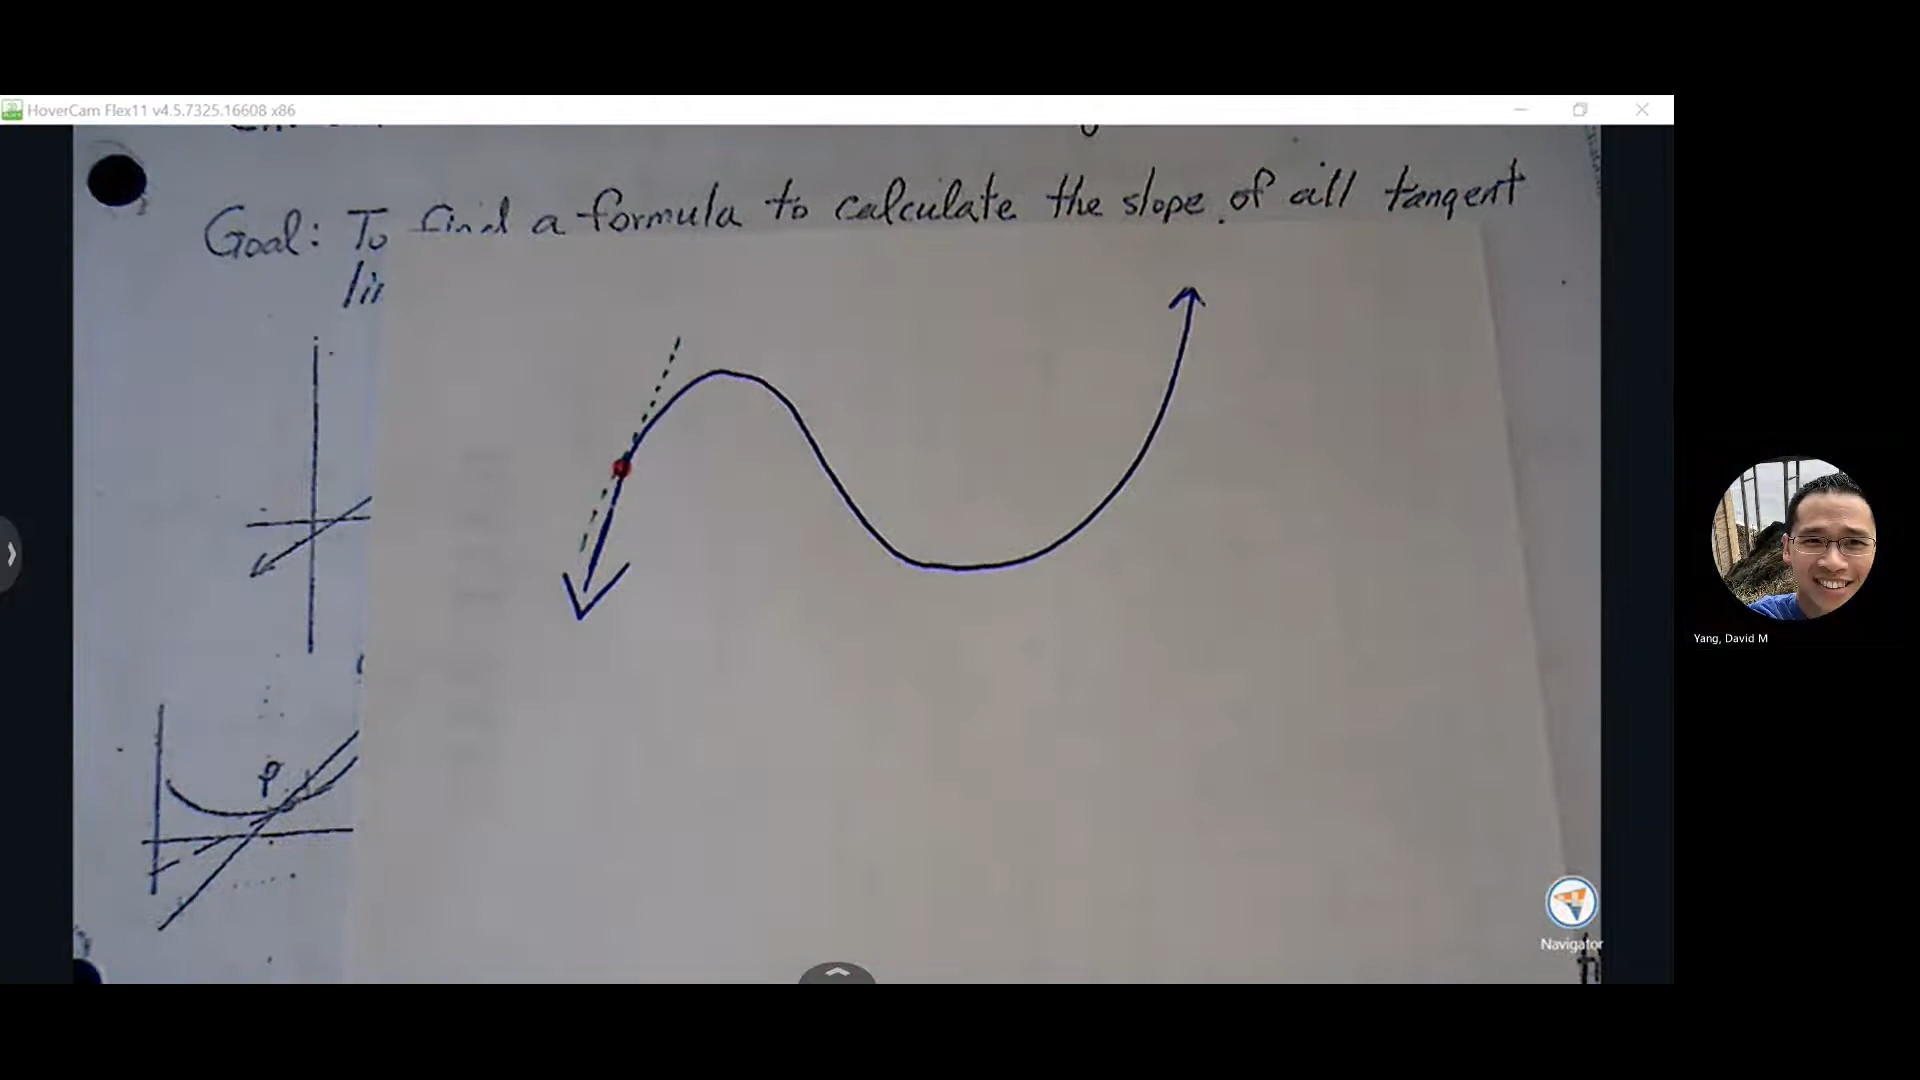 HoverCam Flex11 v4.5.7325.16608 x86
Goal: To find a formula to calculate the slope of all tangent
P
Navigator
Yang, David M